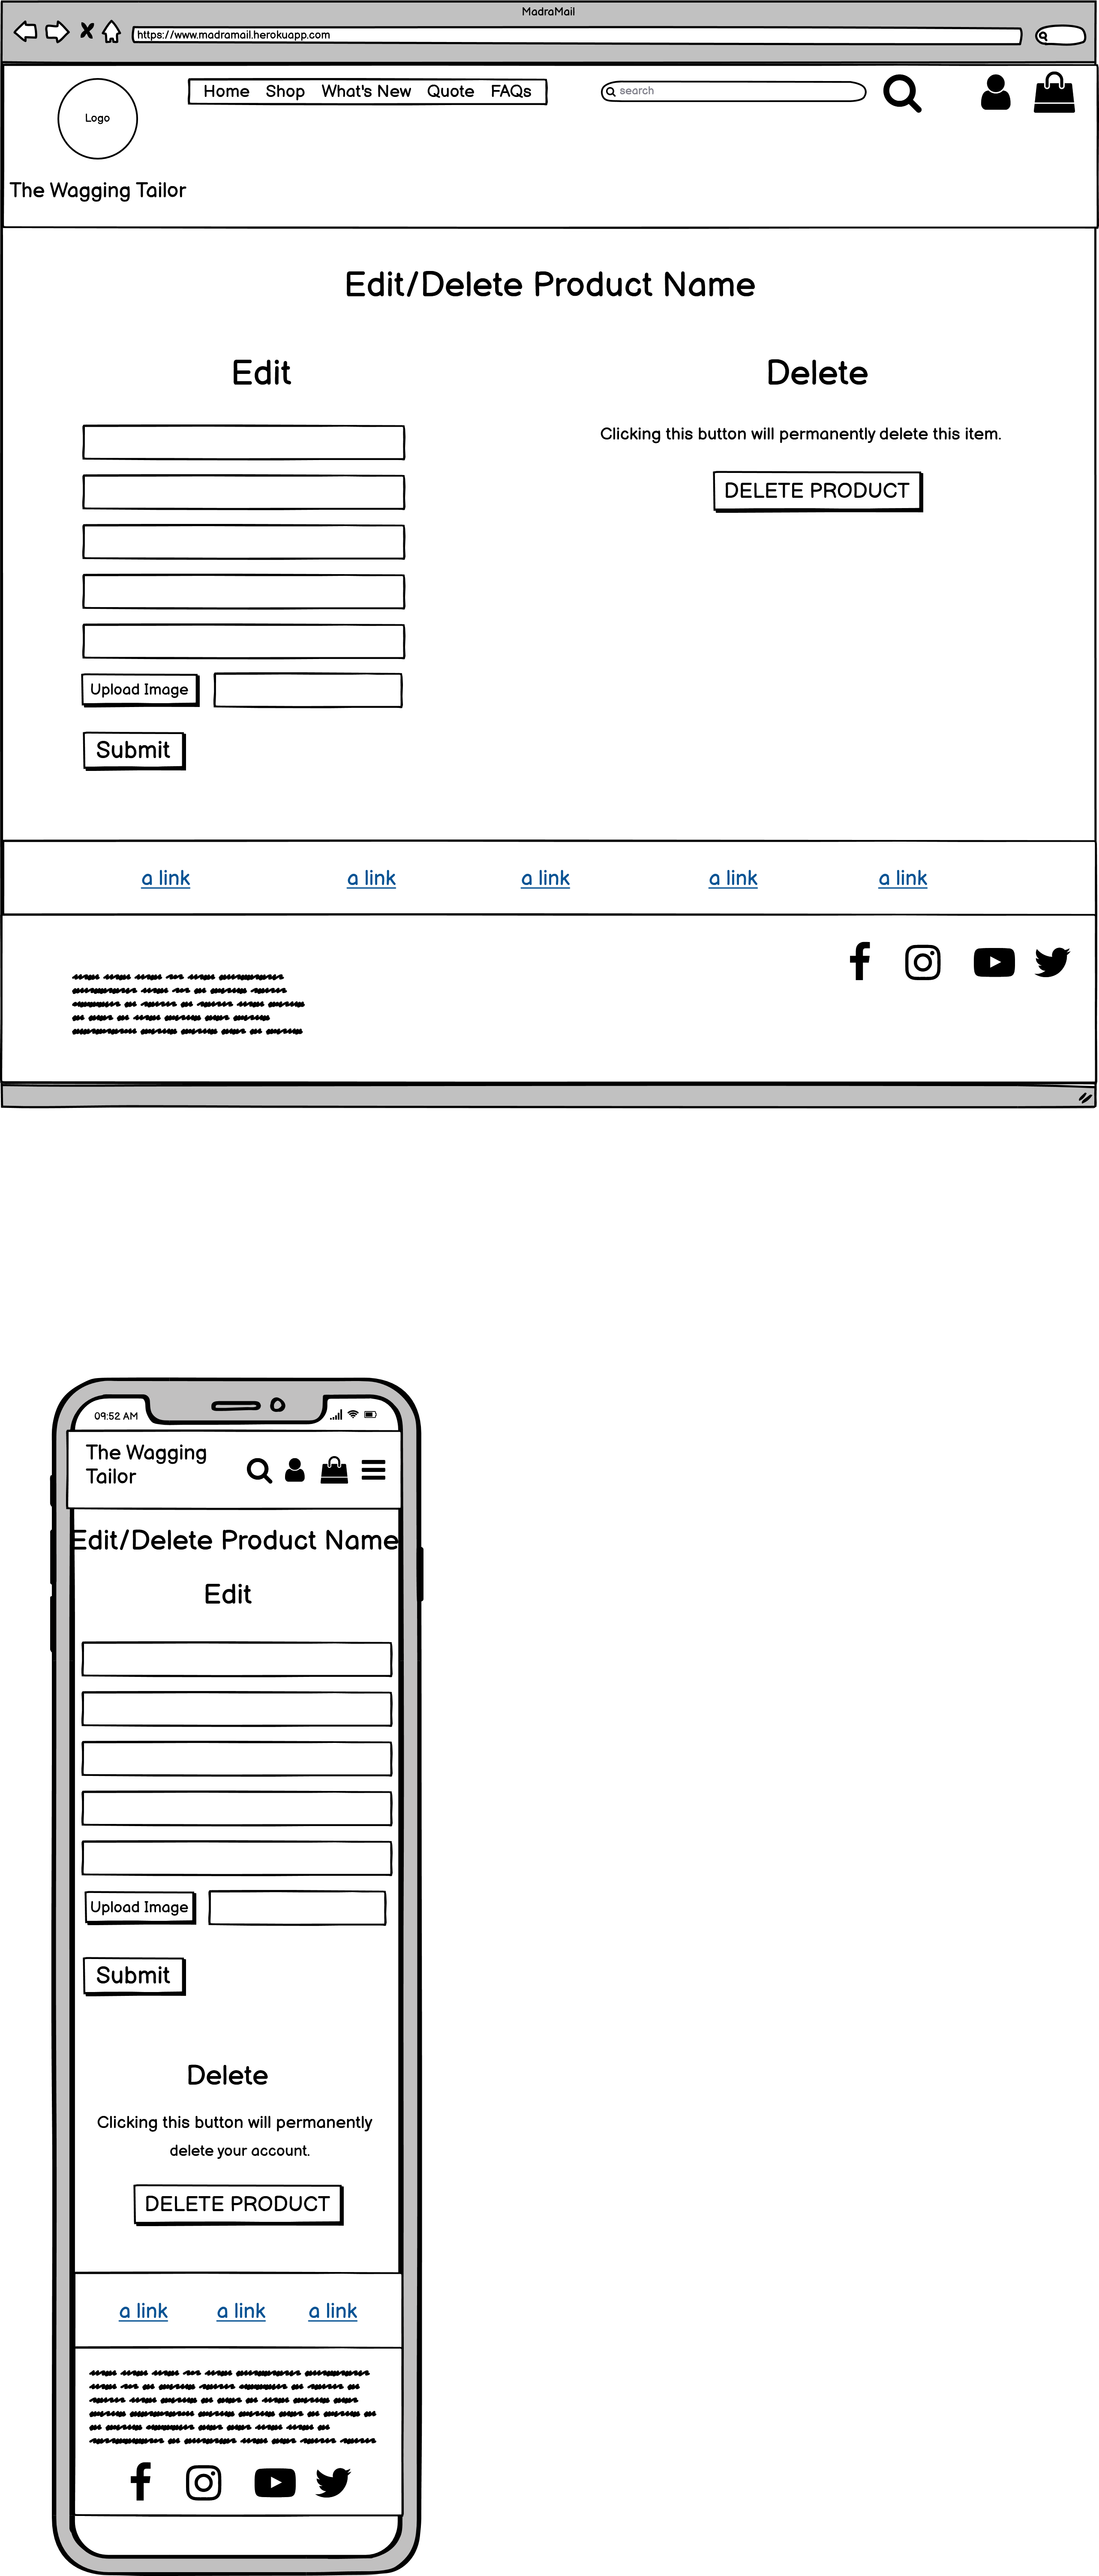 MadraMail
https://www.madramail.herokuapp.com
Home Shop What's New Quote FAQs
search
Logo
The Wagging Tailor
Edit/Delete Product Name
Edit
Delete
Clicking this button will permanently delete this item.
DELETE PRODUCT
Upload Image
Submit
a link a link a link a link a link
09:52 AM
The Wagging
Tailor
Edit/Delete Product Name
Edit
Upload Image
Submit
Delete
Clicking this button will permanently
delete your account.
DELETE PRODUCT
a link a link a link